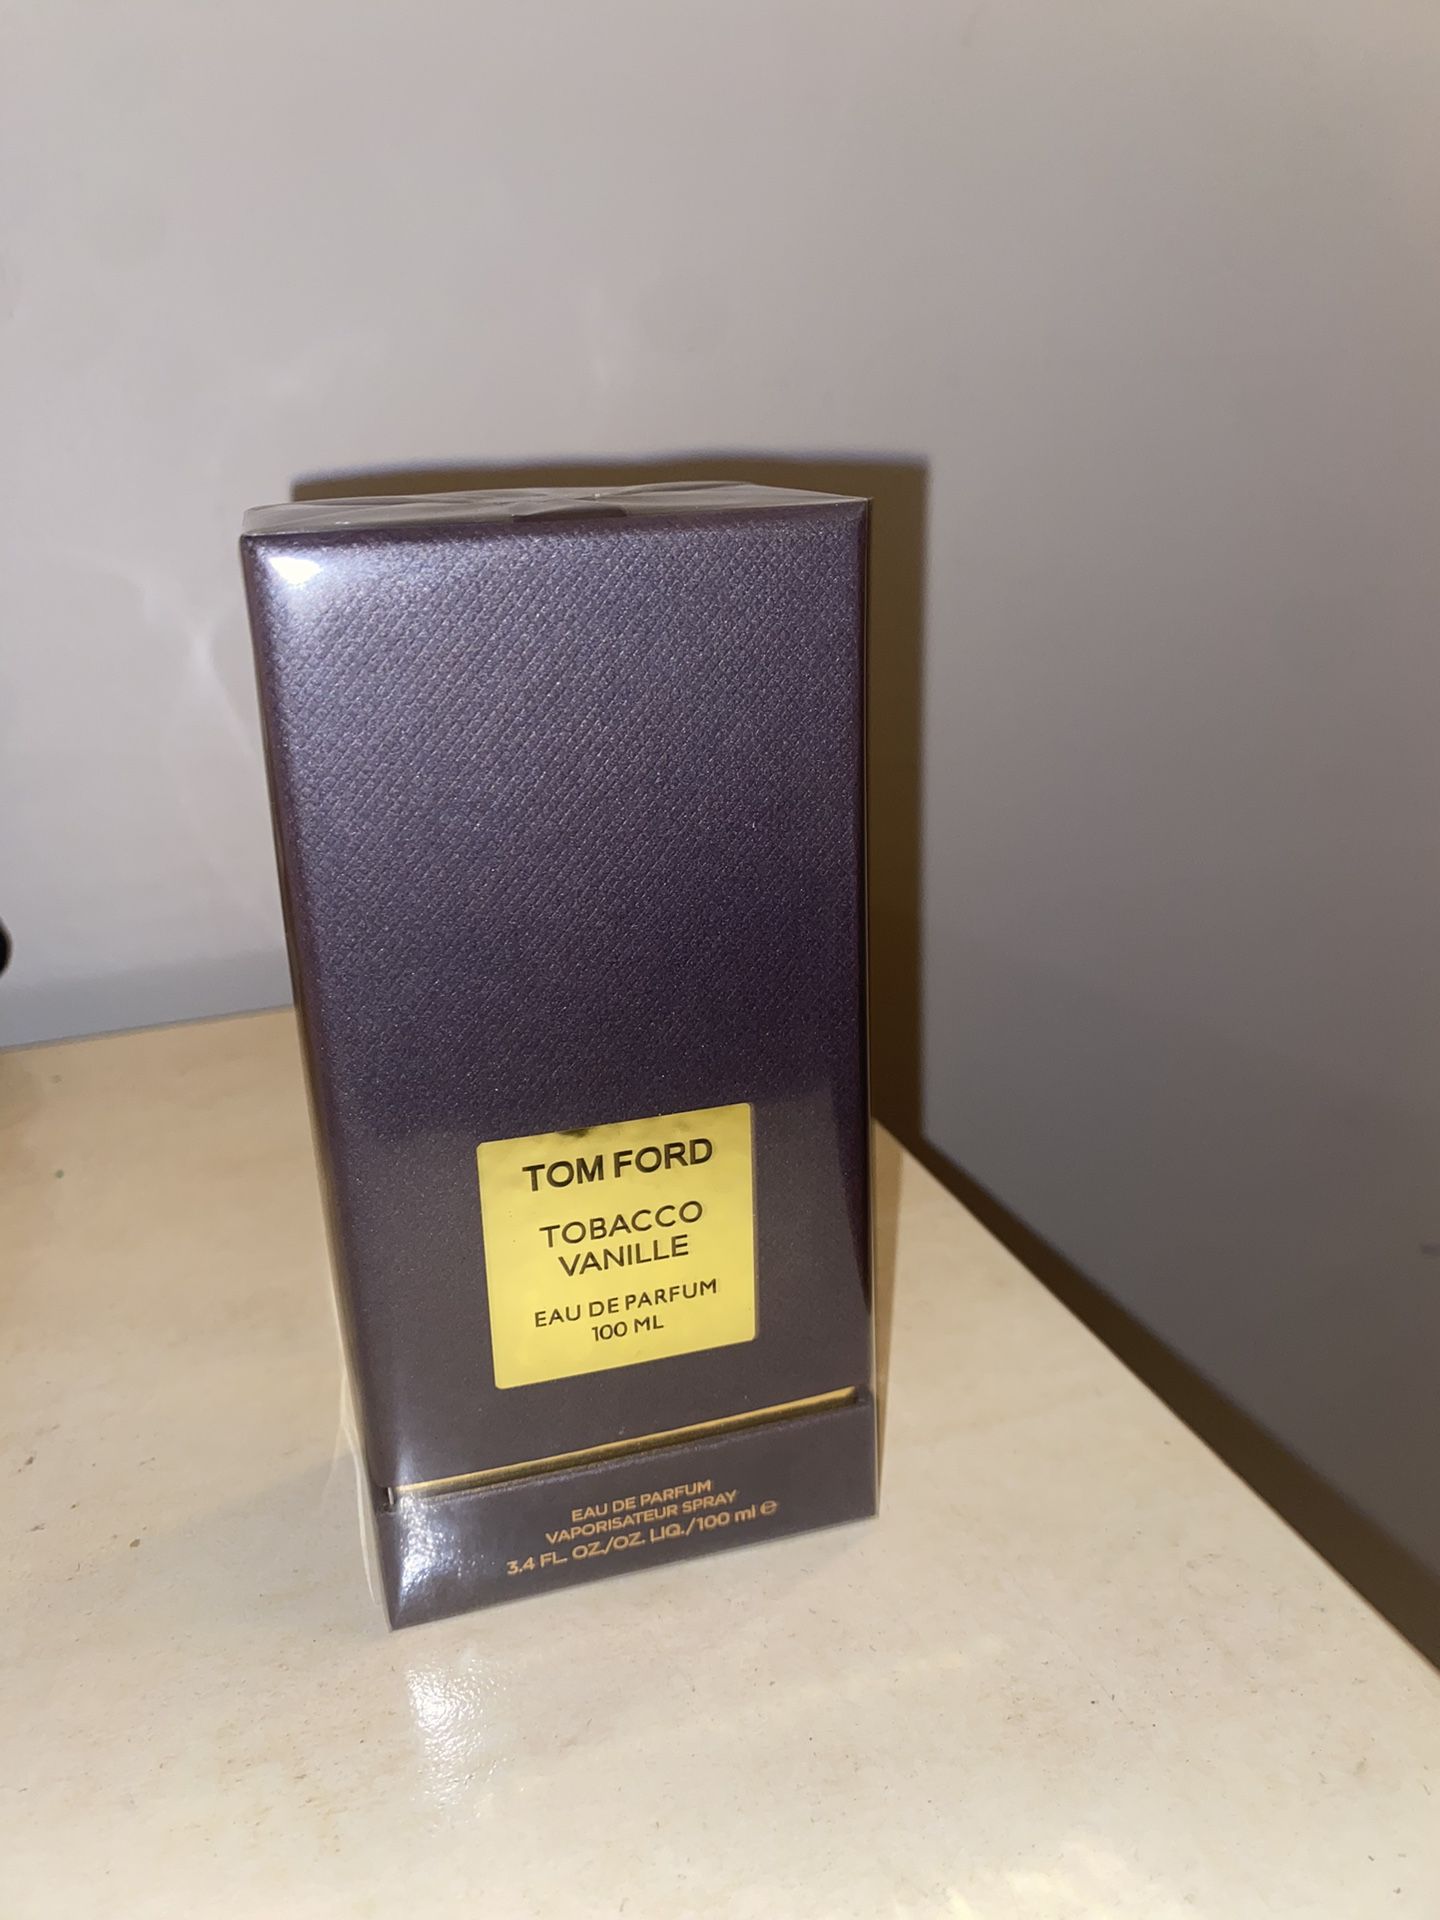 TOM FORD
TOBACCO
VANILLE
EAU DE PARFUM
100 ML
EAU DE PARFUM
VAPORISATEUR SPRAY
3.4 FL. OZ./OZ. LIQ./100 ml ℮